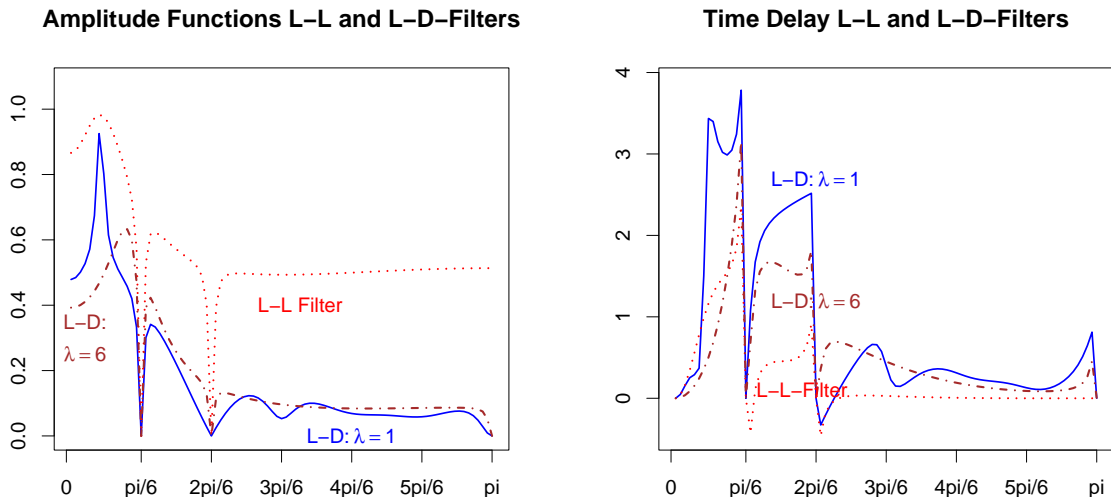 Amplitude Functions L−L and L−D−Filters
1.0
0.8
0.6
0.4
0.2
0.0
L−L Filter
L−D:
λ = 6
L−D: λ = 1
0 pi/6 2pi/6 3pi/6 4pi/6 5pi/6 pi
Time Delay L−L and L−D−Filters
4
3
2
1
0
L−D: λ = 1
L−D: λ = 6
L−L−Filter
0 pi/6 2pi/6 3pi/6 4pi/6 5pi/6 pi